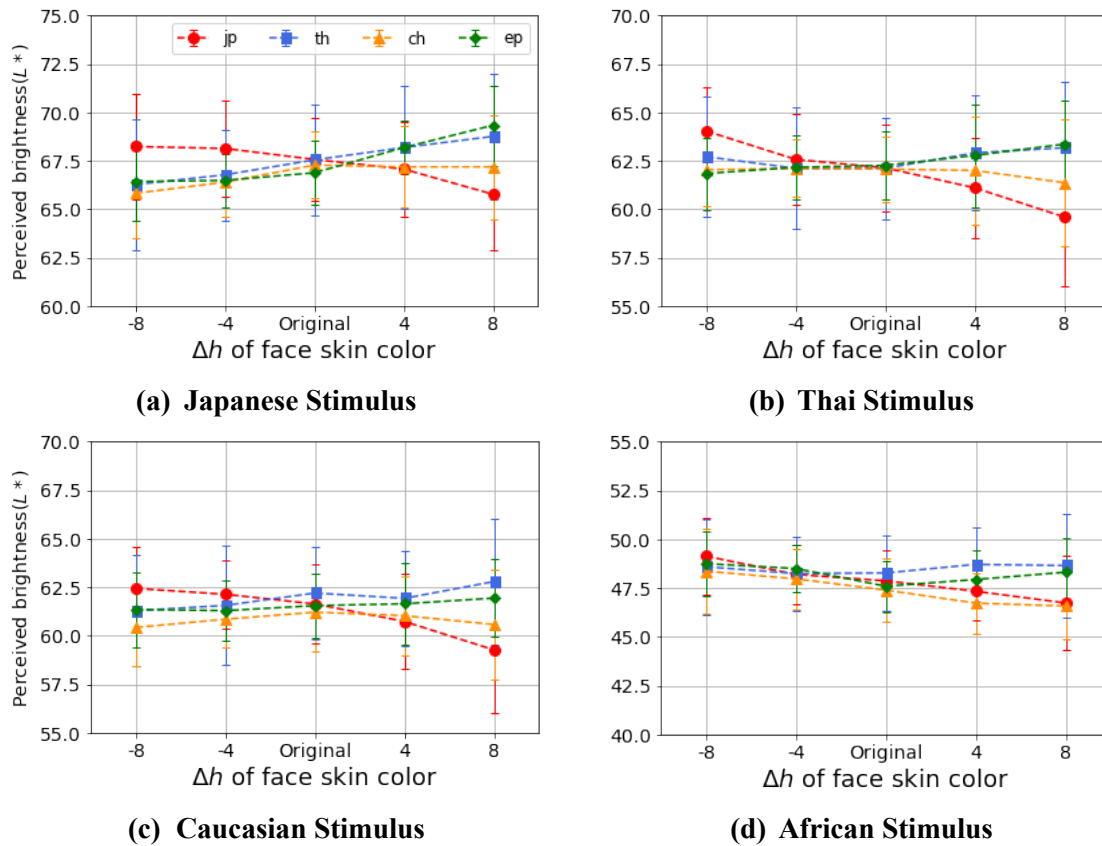 75.0
72.5
70.0
67.5
65.0
62.5
60.0
Perceived brightness(L*)
jp th ch ep
-8 -4 Original 4 8
Δh of face skin color
(a) Japanese Stimulus
70.0
67.5
65.0
62.5
60.0
57.5
55.0
-8 -4 Original 4 8
Δh of face skin color
(b) Thai Stimulus
70.0
67.5
65.0
62.5
60.0
57.5
55.0
Perceived brightness(L*)
-8 -4 Original 4 8
Δh of face skin color
(c) Caucasian Stimulus
55.0
52.5
50.0
47.5
45.0
42.5
40.0
-8 -4 Original 4 8
Δh of face skin color
(d) African Stimulus